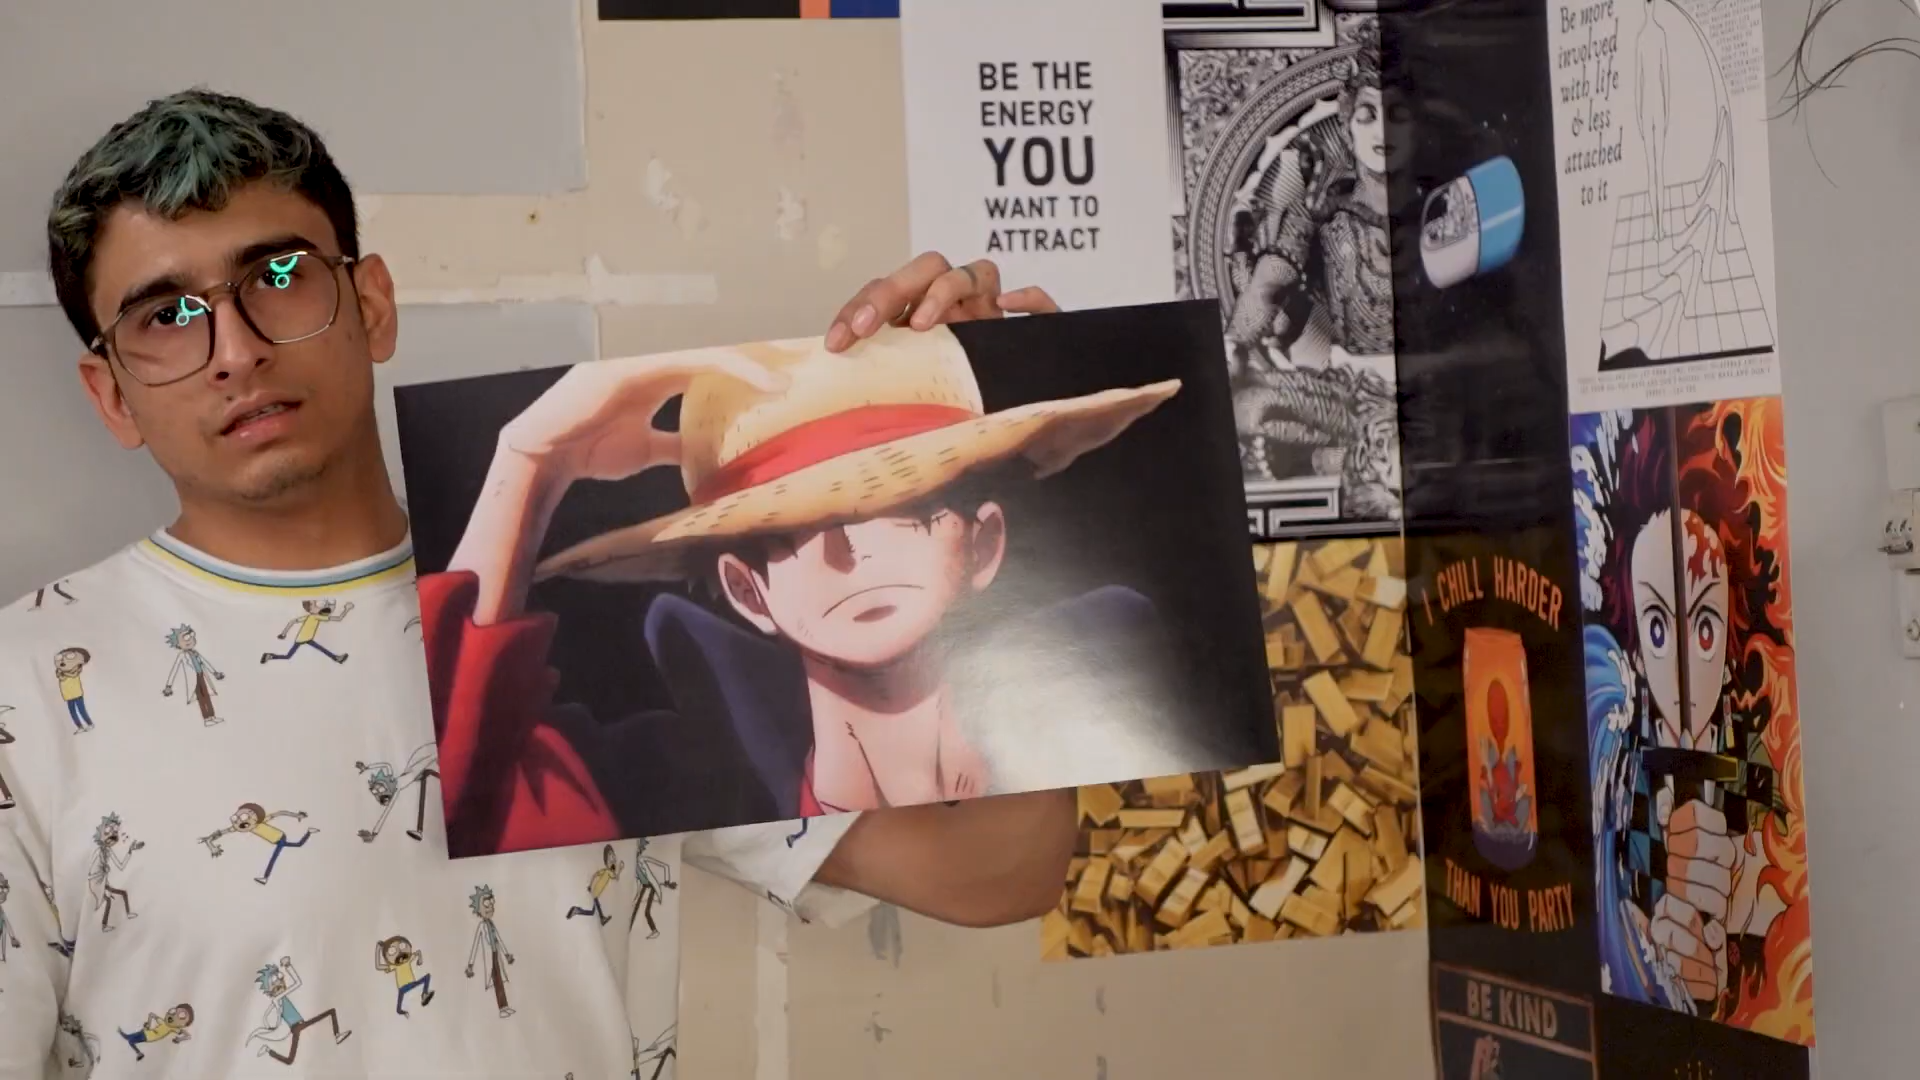 BE THE
ENERGY
YOU
WANT TO
ATTRACT
Be more
involved
with life
& less
attached
to it
I CHILL HARDER
THAN YOU PARTY
BE KIND